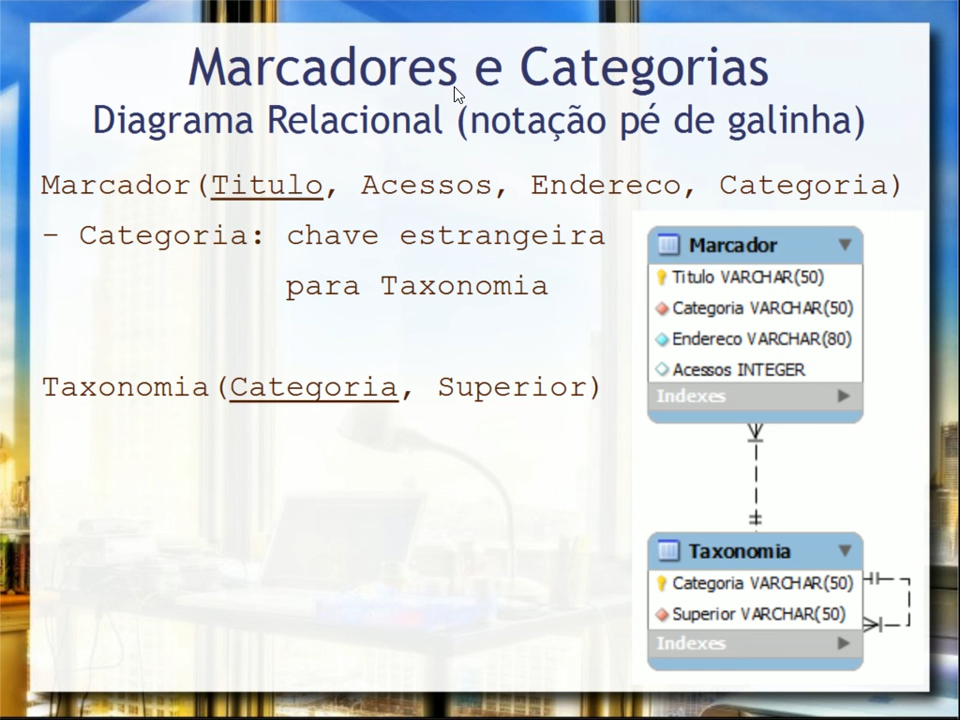 Marcadores e Categorias
Diagrama Relacional (notação pé de galinha)
Marcador(Titulo, Acessos, Endereco, Categoria)
- Categoria: chave estrangeira
para Taxonomia
Taxonomia(Categoria, Superior)
Marcador
Titulo VARCHAR(50)
Categoria VARCHAR(50)
Endereco VARCHAR(80)
Acessos INTEGER
Indexes
Taxonomia
Categoria VARCHAR(50)
Superior VARCHAR(50)
Indexes